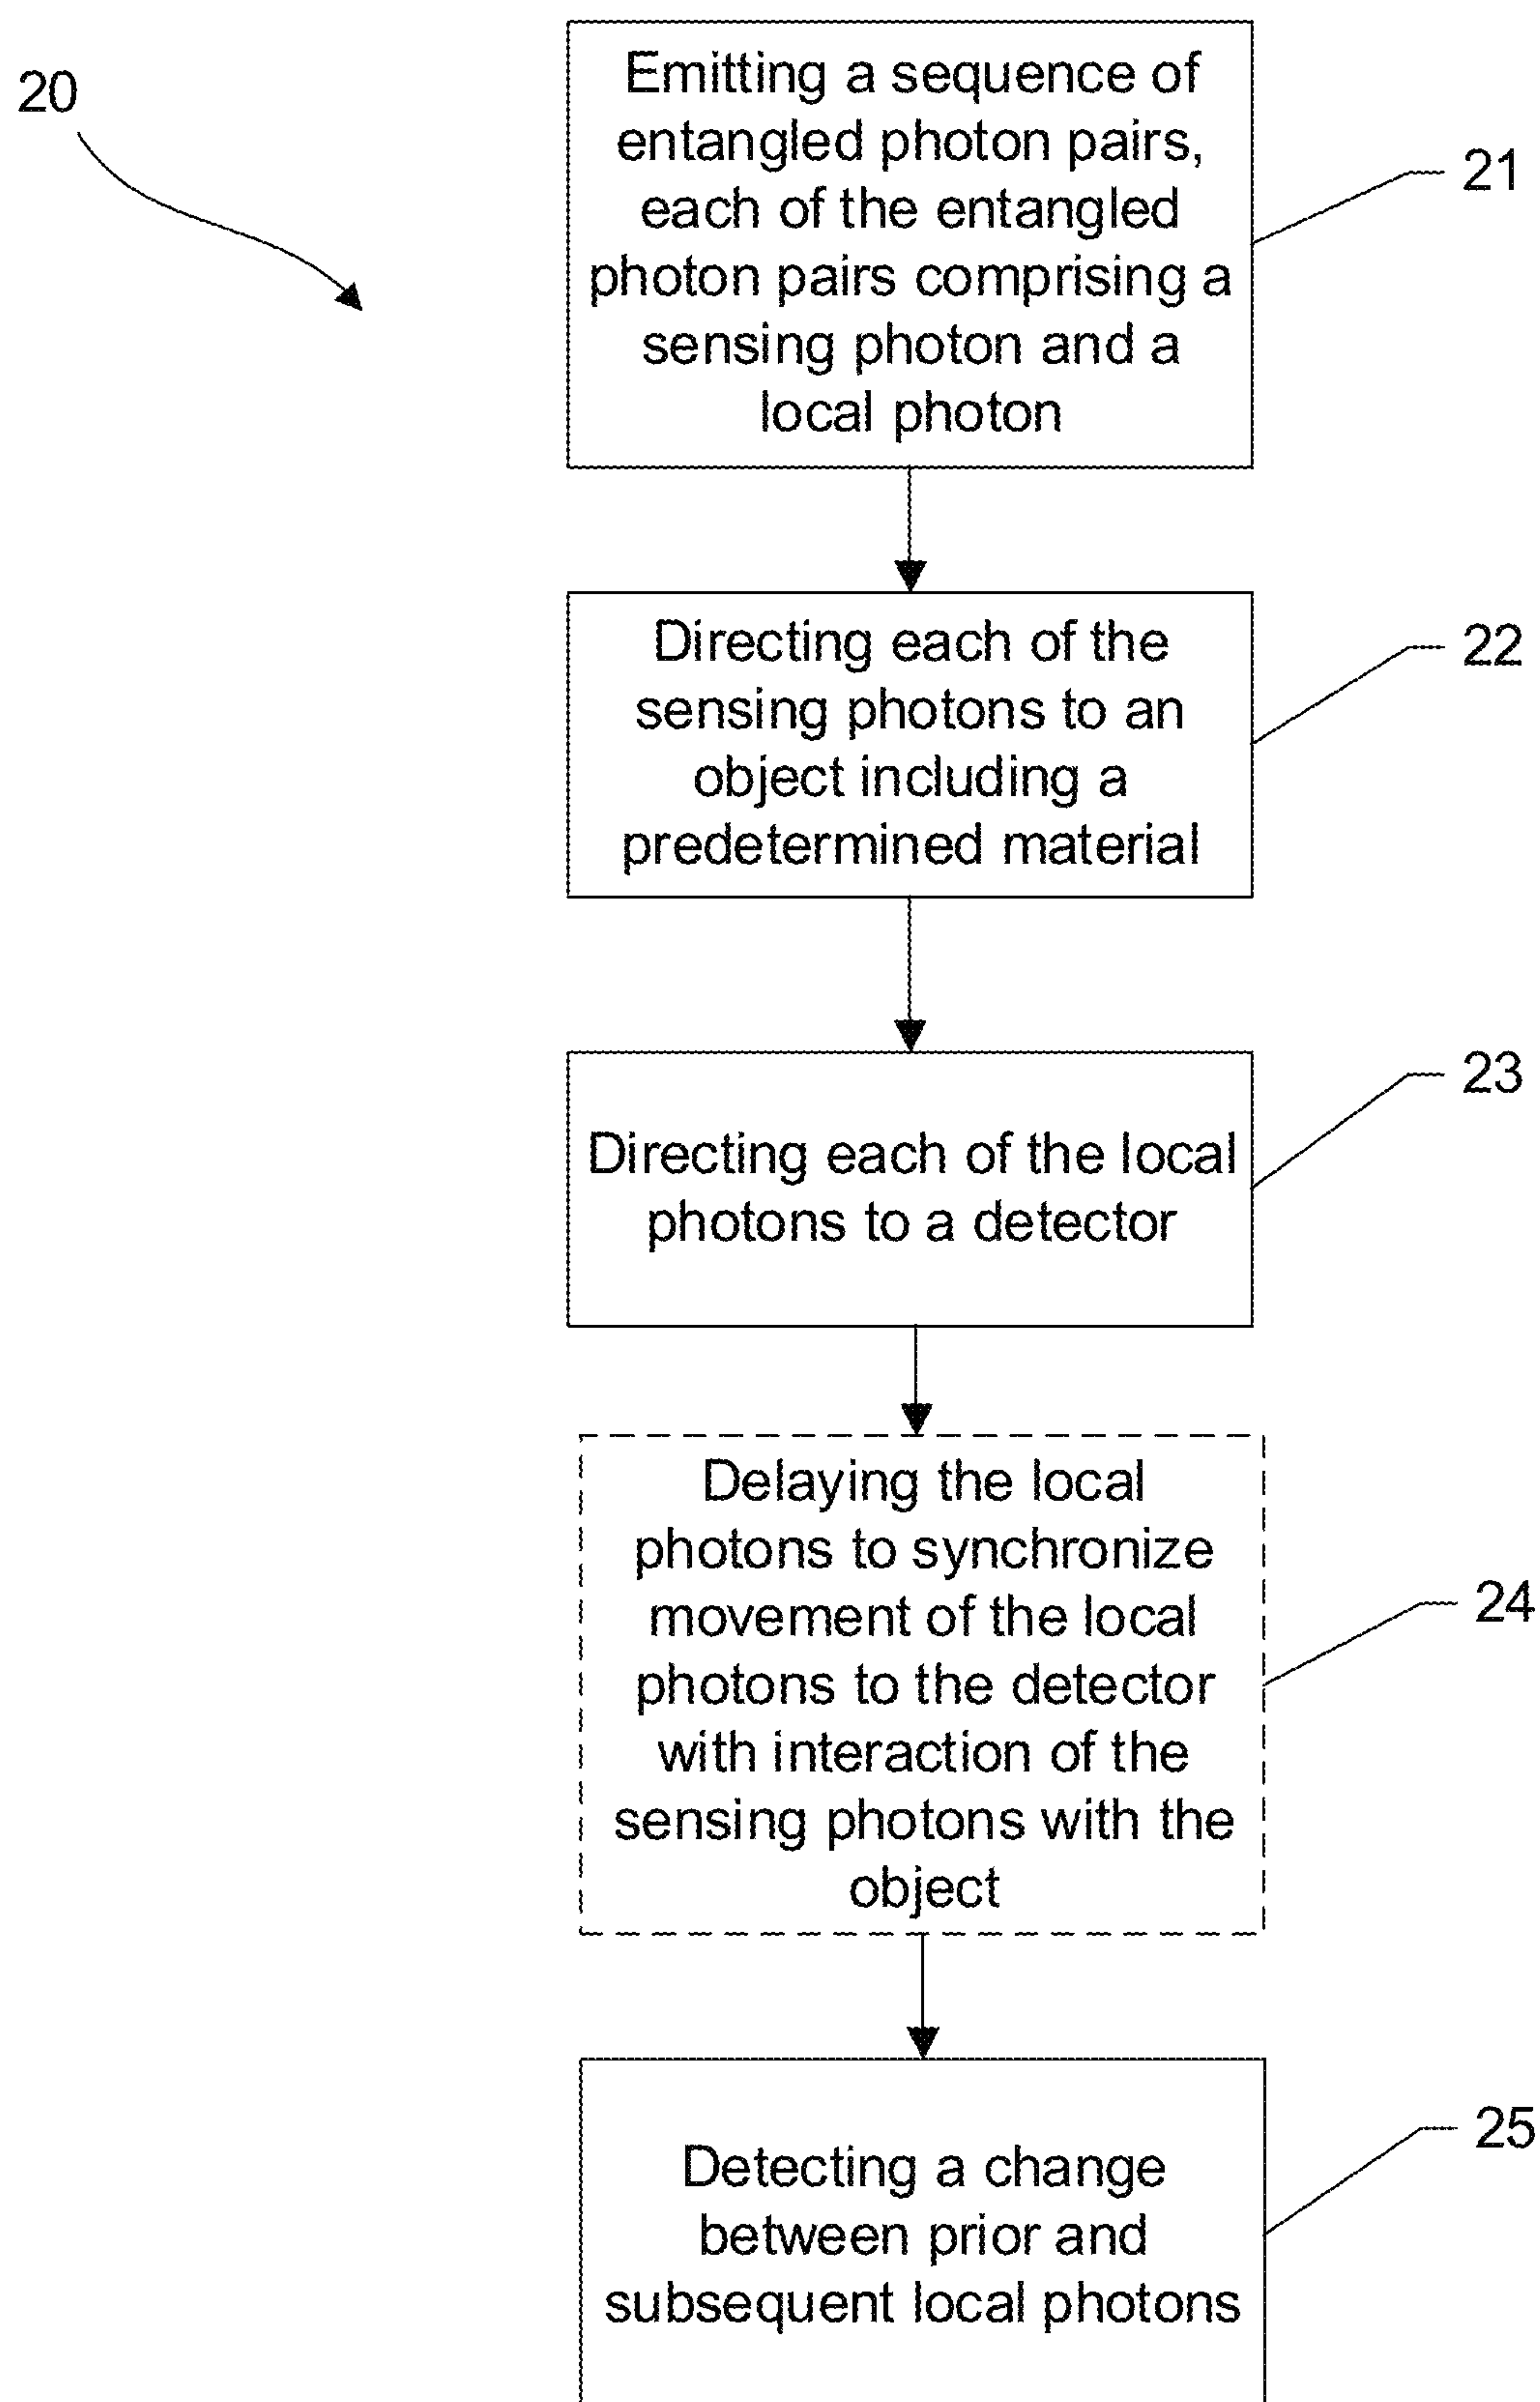 20
Emitting a sequence of
entangled photon pairs,
each of the entangled
photon pairs comprising a
sensing photon and a
local photon
21
Directing each of the
sensing photons to an
object including a
predetermined material
22
Directing each of the local
photons to a detector
23
Delaying the local
photons to synchronize
movement of the local
photons to the detector
with interaction of the
sensing photons with the
object
24
Detecting a change
between prior and
subsequent local photons
25